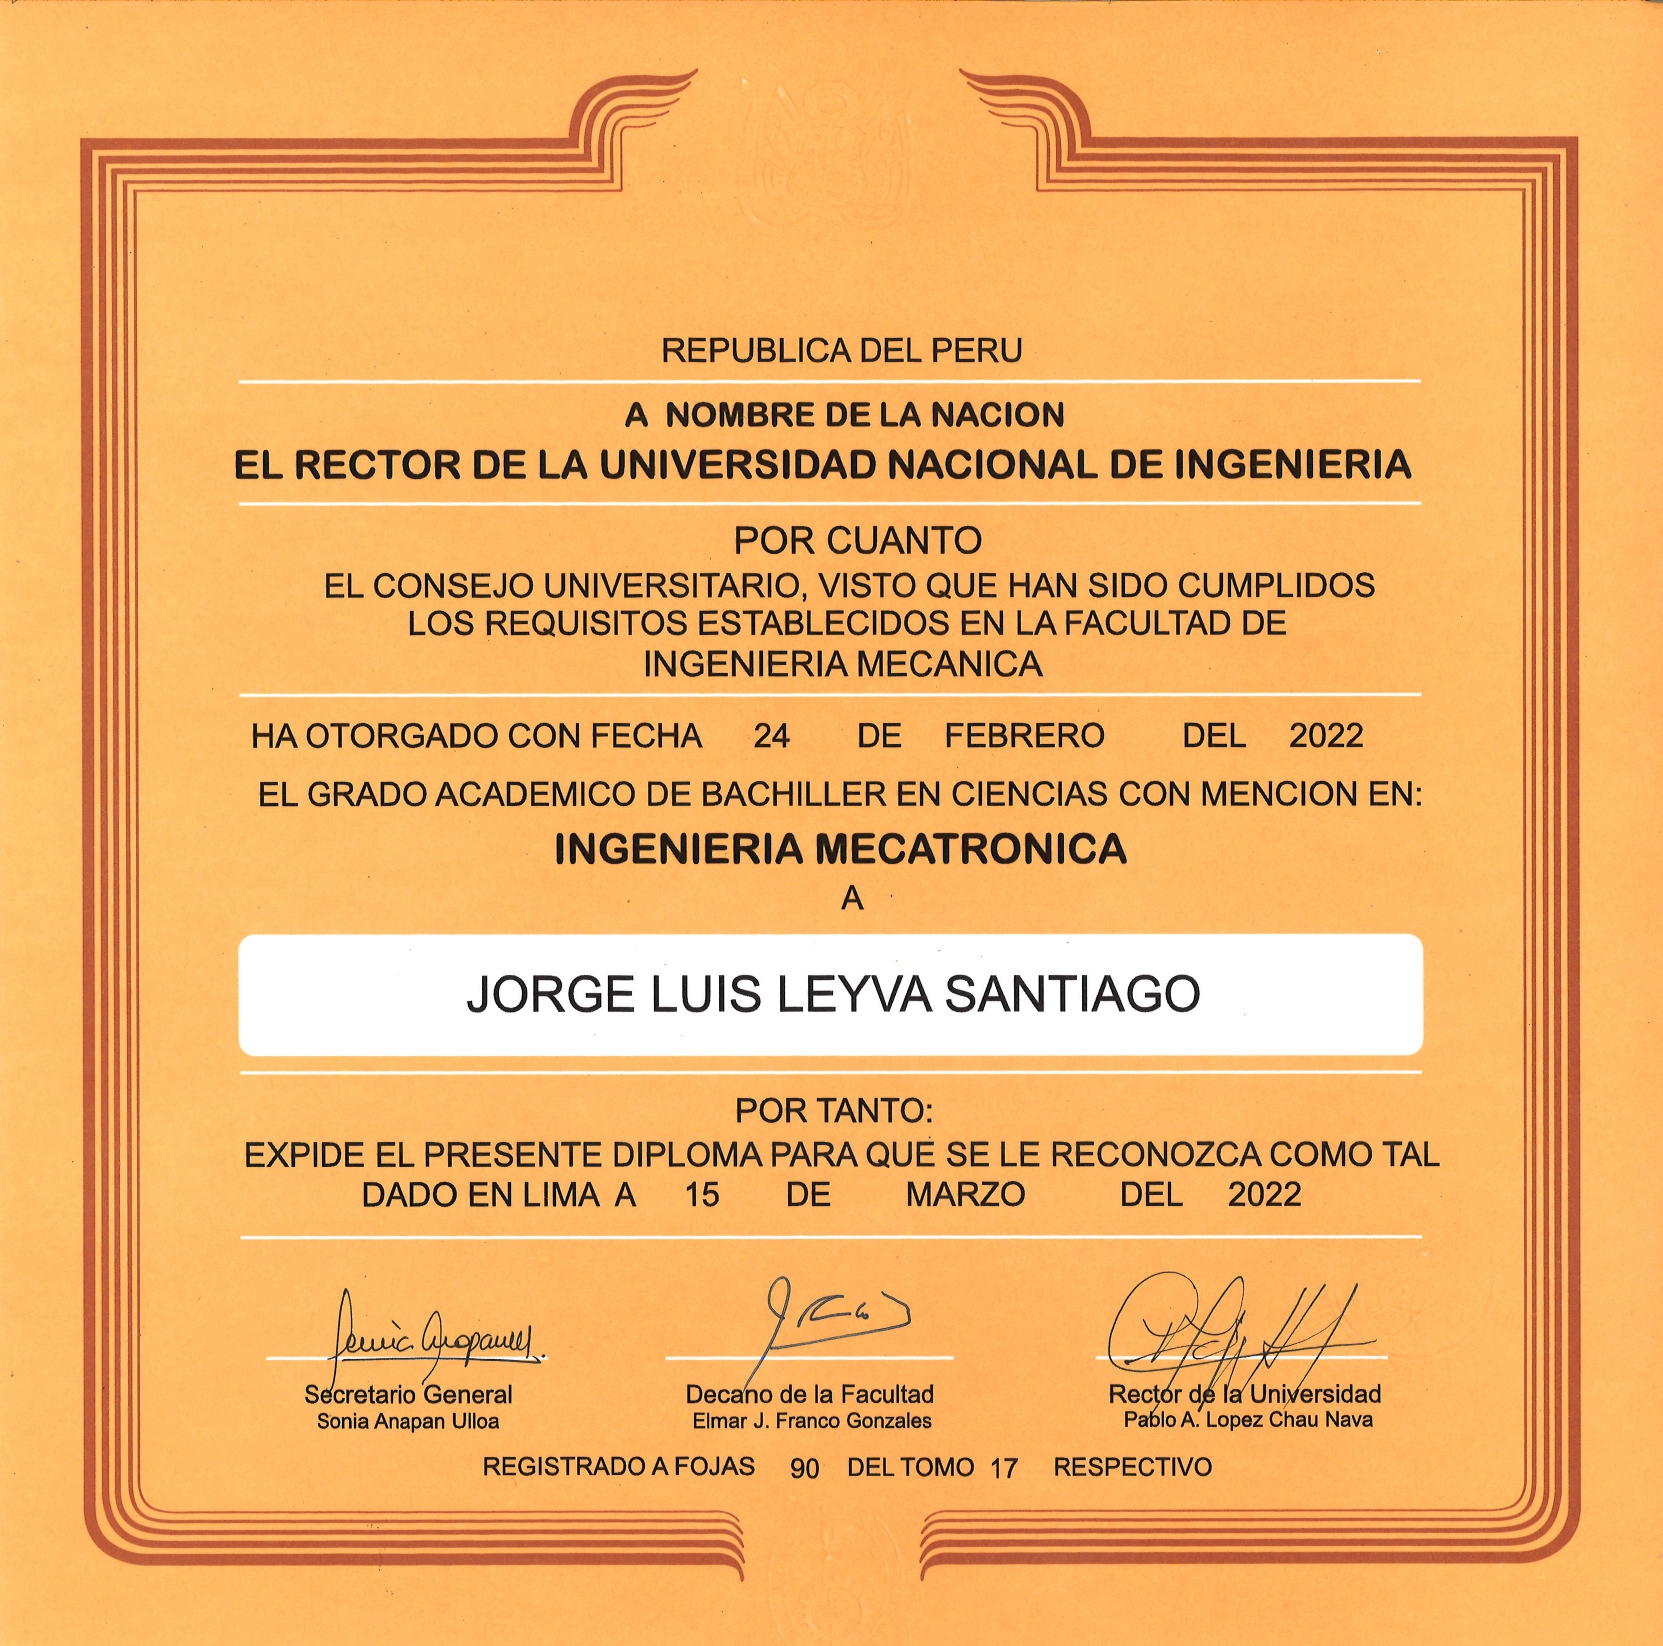 REPUBLICA DEL PERU
A NOMBRE DE LA NACION
EL RECTOR DE LA UNIVERSIDAD NACIONAL DE INGENIERIA
POR CUANTO
EL CONSEJO UNIVERSITARIO, VISTO QUE HAN SIDO CUMPLIDOS
LOS REQUISITOS ESTABLECIDOS EN LA FACULTAD DE
INGENIERIA MECANICA
HA OTORGADO CON FECHA 24 DE FEBRERO DEL 2022
EL GRADO ACADEMICO DE BACHILLER EN CIENCIAS CON MENCION EN:
INGENIERIA MECATRONICA
A
JORGE LUIS LEYVA SANTIAGO
POR TANTO:
EXPIDE EL PRESENTE DIPLOMA PARA QUE SE LE RECONOZCA COMO TAL
DADO EN LIMA A 15 DE MARZO DEL 2022
Secretario General
Sonia Anapan Ulloa
Decano de la Facultad
Elmar J. Franco Gonzales
Rector de la Universidad
Pablo A. Lopez Chau Nava
REGISTRADO A FOJAS 90 DEL TOMO 17 RESPECTIVO